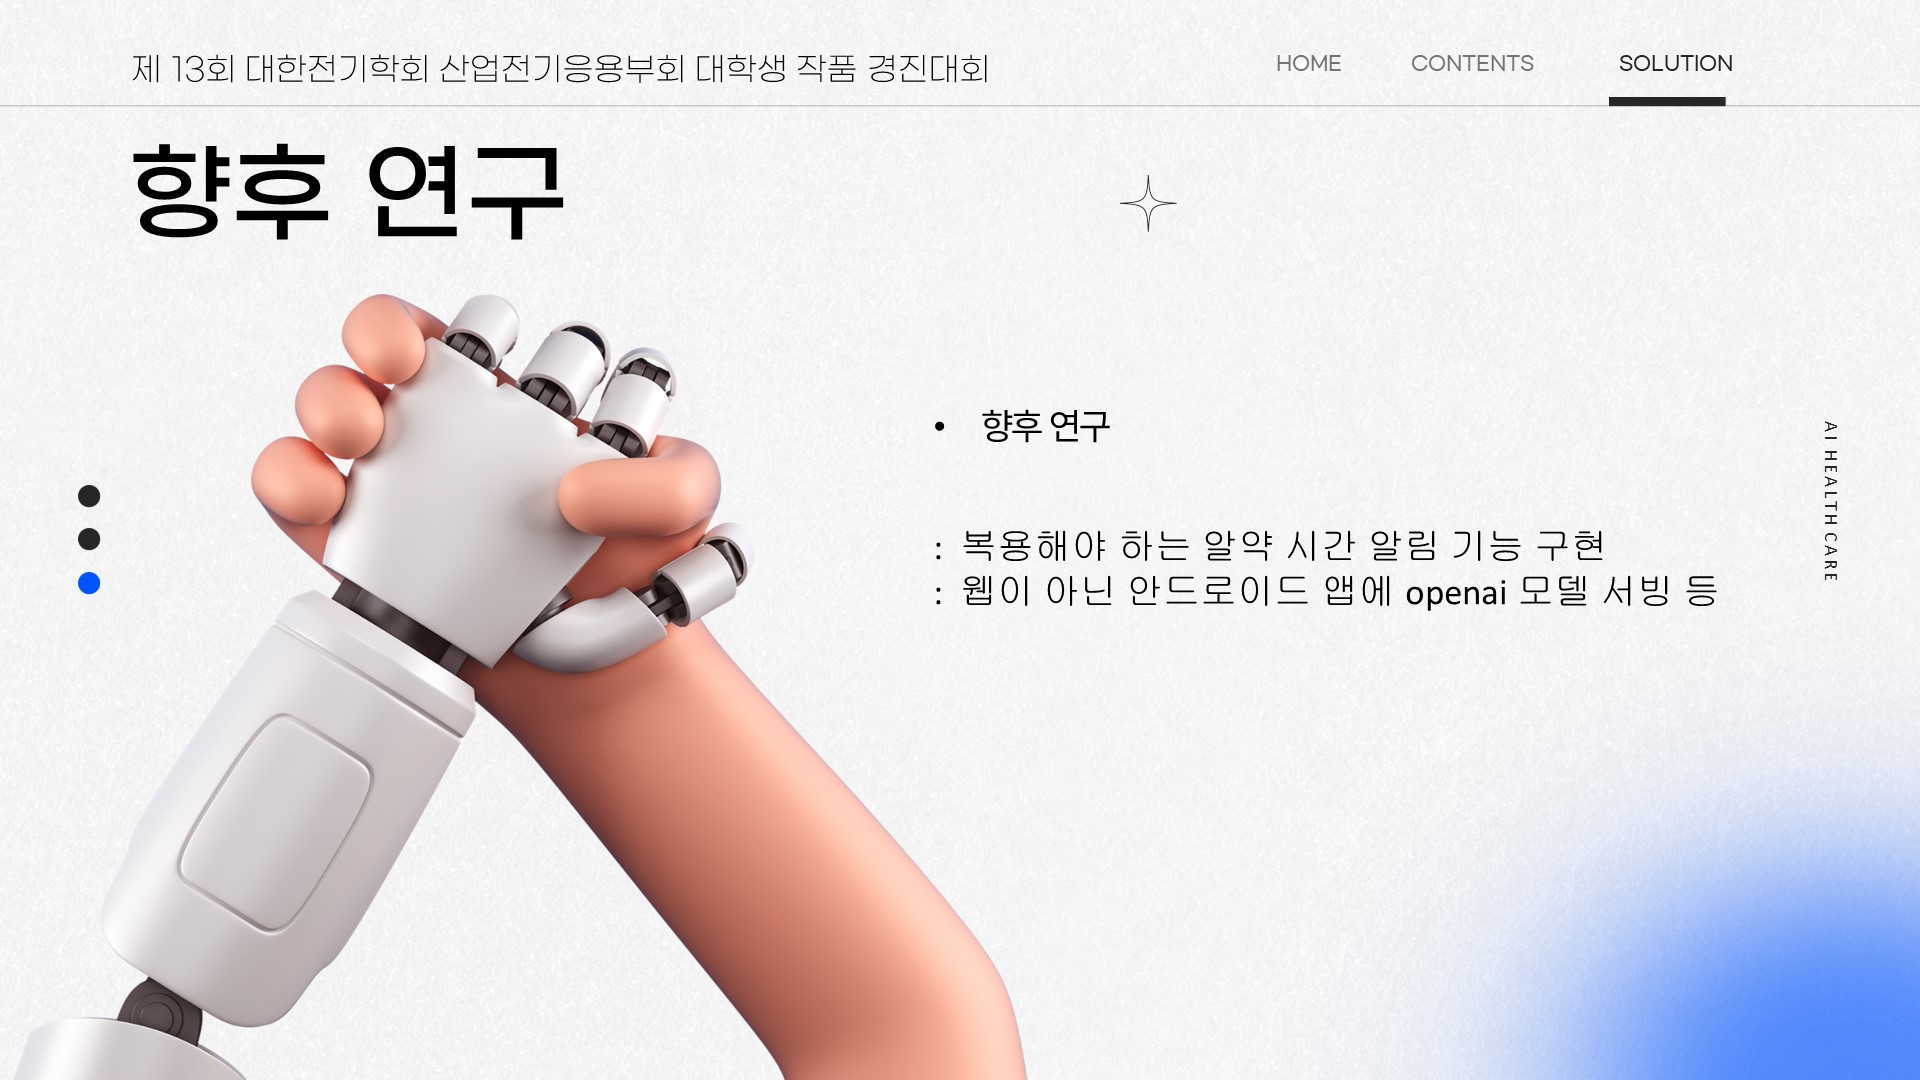 제 13회 대한전기학회 산업전기응용부회 대학생 작품 경진대회
HOME
CONTENTS
SOLUTION
향후 연구
• 향후 연구
: 복용해야 하는 알약 시간 알림 기능 구현
: 웹이 아닌 안드로이드 앱에 openai 모델 서빙 등
AI HEALTH CARE